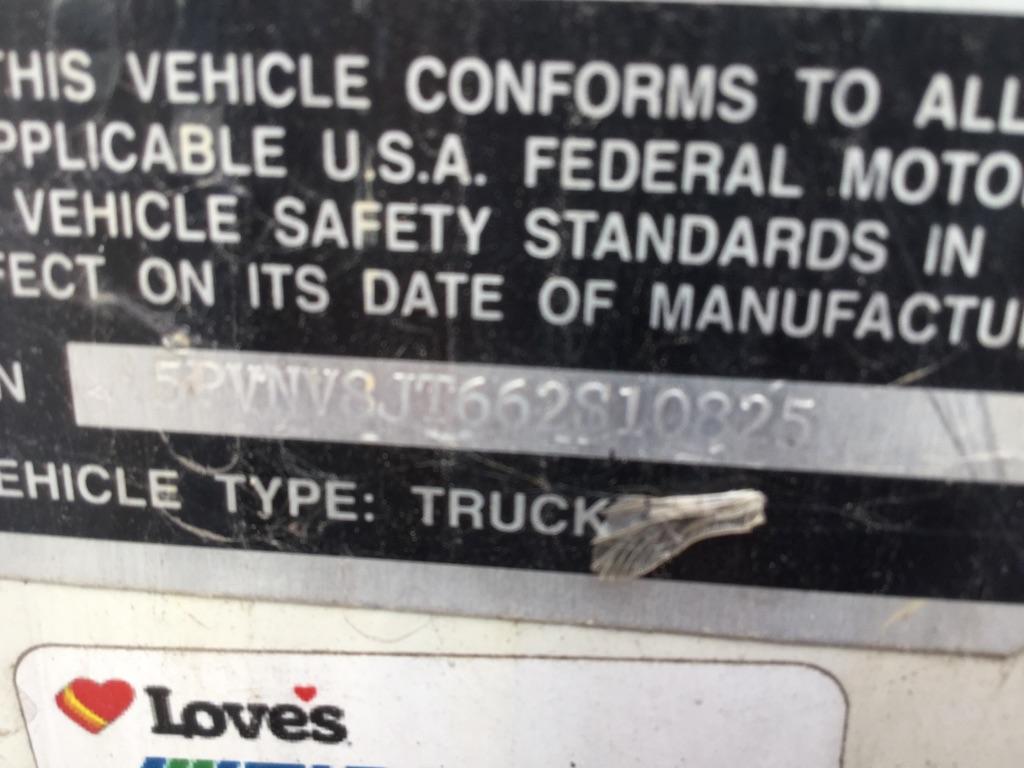 THIS VEHICLE CONFORMS TO ALL
PPLICABLE U.S.A. FEDERAL MOTO
VEHICLE SAFETY STANDARDS IN
FECT ON ITS DATE OF MANUFACTU
N 5PVNV8JT662S10825
EHICLE TYPE: TRUCK
Love's